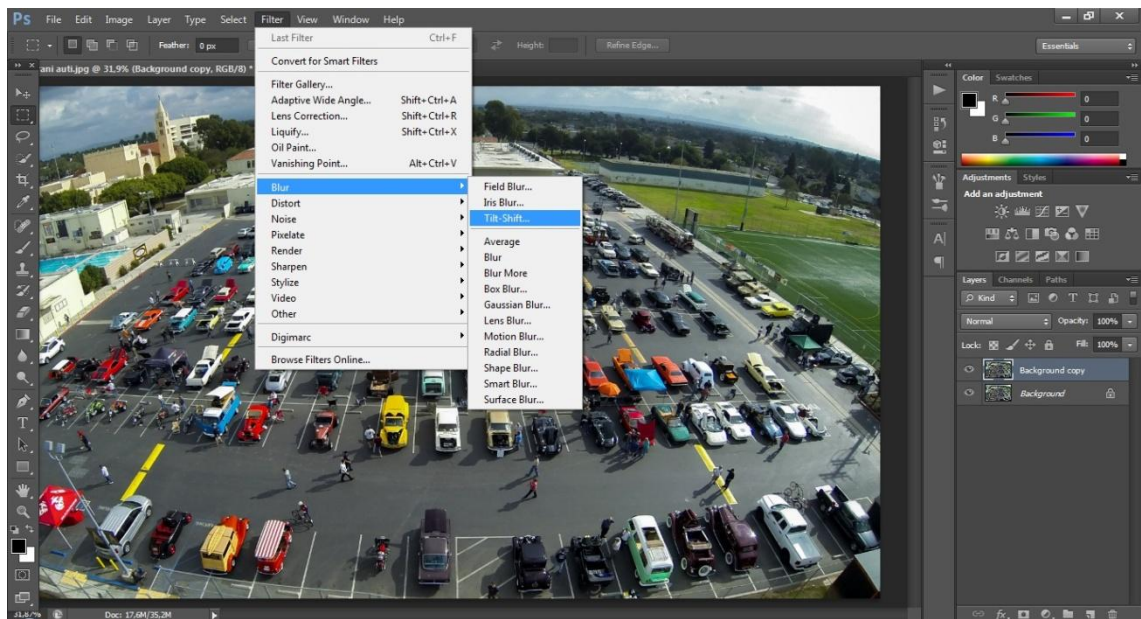 Ps File Edit Image Layer Type Select Filter View Window Help
Feather: 0 px Height: Refine Edge... Essentials
ani auti.jpg @ 31,9% (Background copy, RGB/8) *
Last Filter Ctrl+F
Convert for Smart Filters
Filter Gallery...
Adaptive Wide Angle... Shift+Ctrl+A
Lens Correction... Shift+Ctrl+R
Liquify... Shift+Ctrl+X
Oil Paint...
Vanishing Point... Alt+Ctrl+V
Blur
Distort
Noise
Pixelate
Render
Sharpen
Stylize
Video
Other
Digimarc
Browse Filters Online...
Field Blur...
Iris Blur...
Tilt-Shift...
Average
Blur
Blur More
Box Blur...
Gaussian Blur...
Lens Blur...
Motion Blur...
Radial Blur...
Shape Blur...
Smart Blur...
Surface Blur...
Color Swatches
R 0
G 0
B 0
Adjustments Styles
Add an adjustment
Layers Channels Paths
Kind
Normal Opacity: 100%
Lock: Fill: 100%
Background copy
Background
31,87% Doc: 17,6M/35,2M